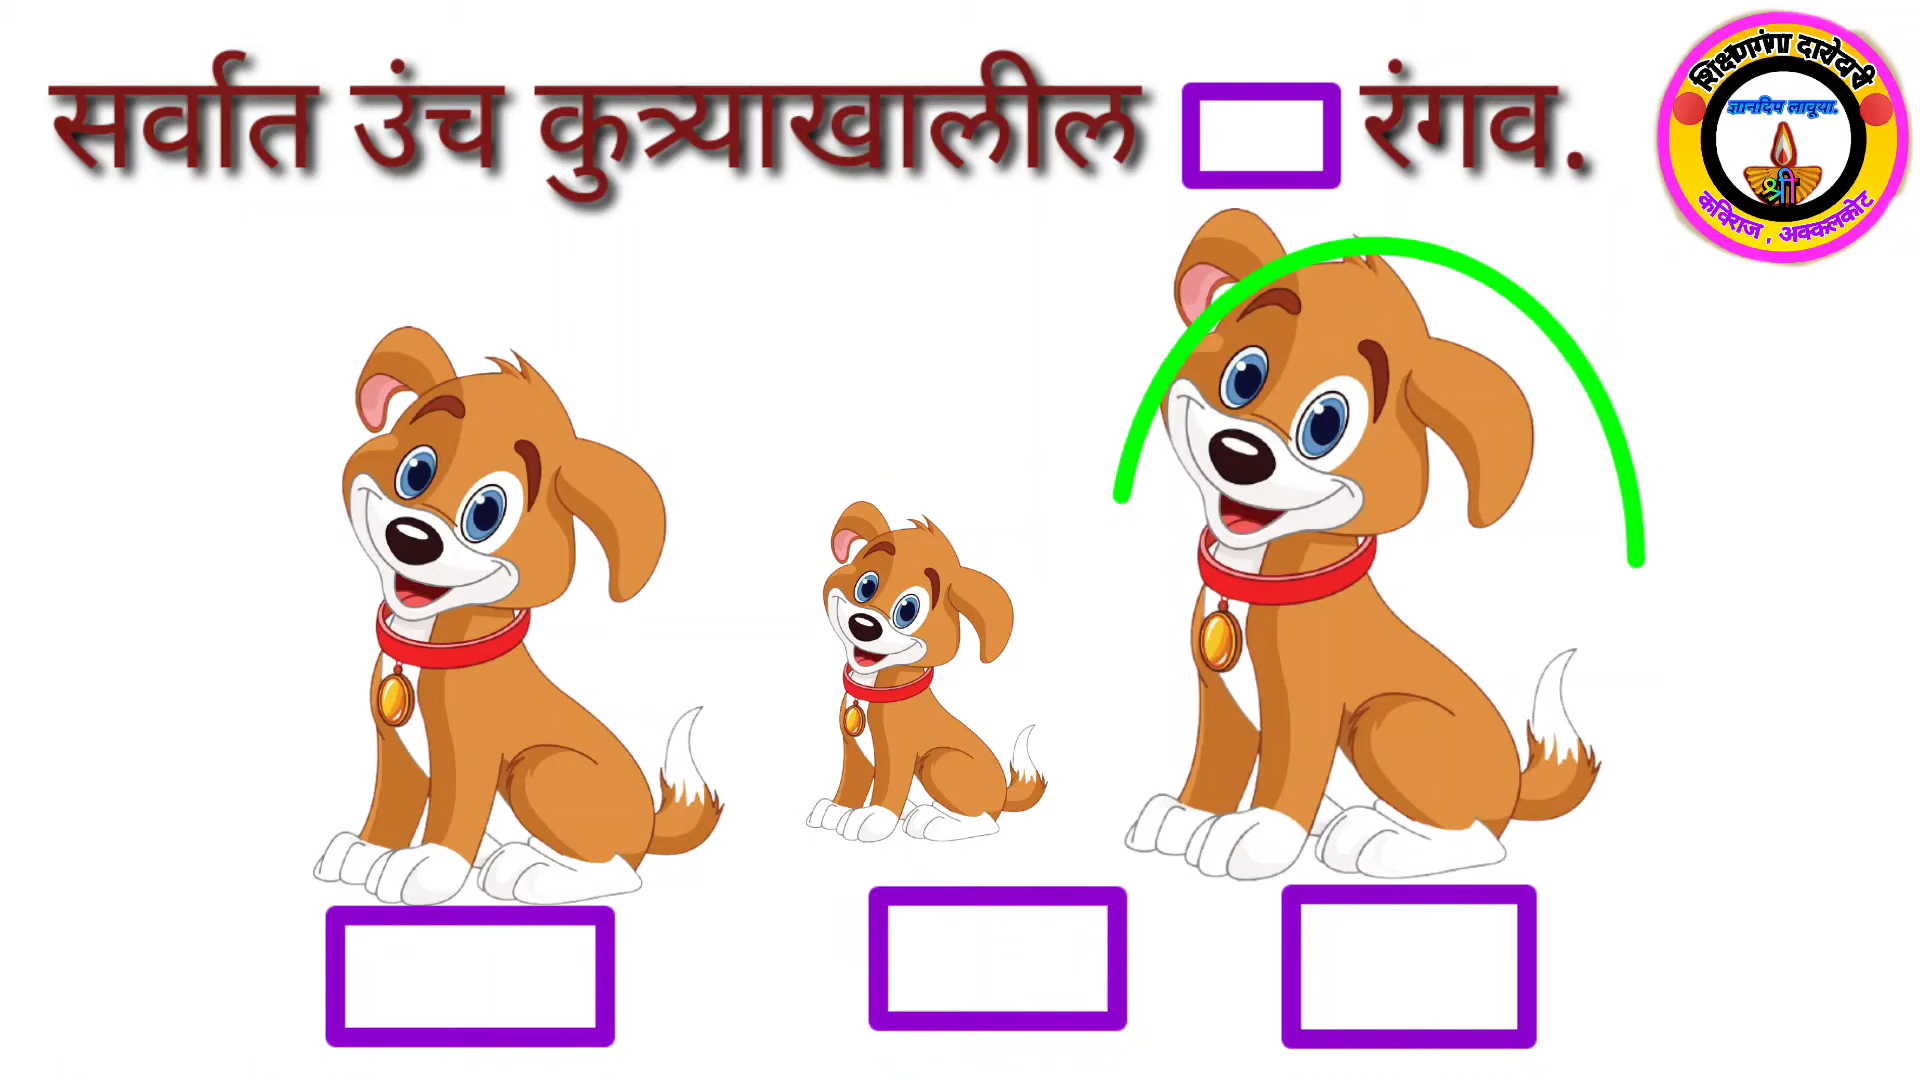 सर्वात उंच कुत्र्याखालील रंगव.
शिक्षणगंगा दारोदारी
ज्ञानदिप लावूया.
श्री
कविराज , अक्कलकोट